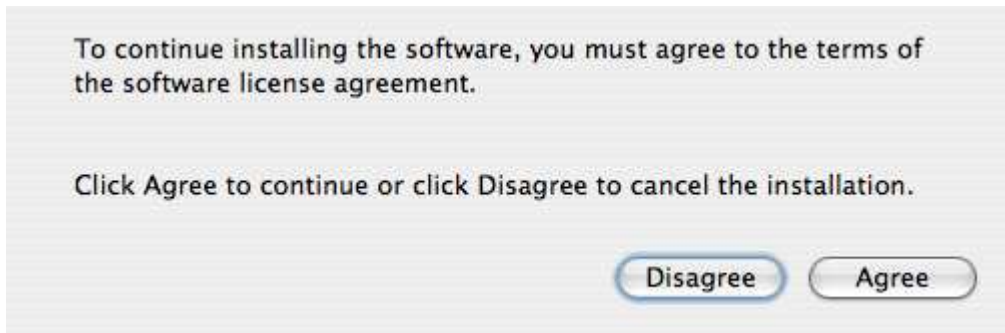 To continue installing the software, you must agree to the terms of
the software license agreement.
Click Agree to continue or click Disagree to cancel the installation.
Disagree Agree